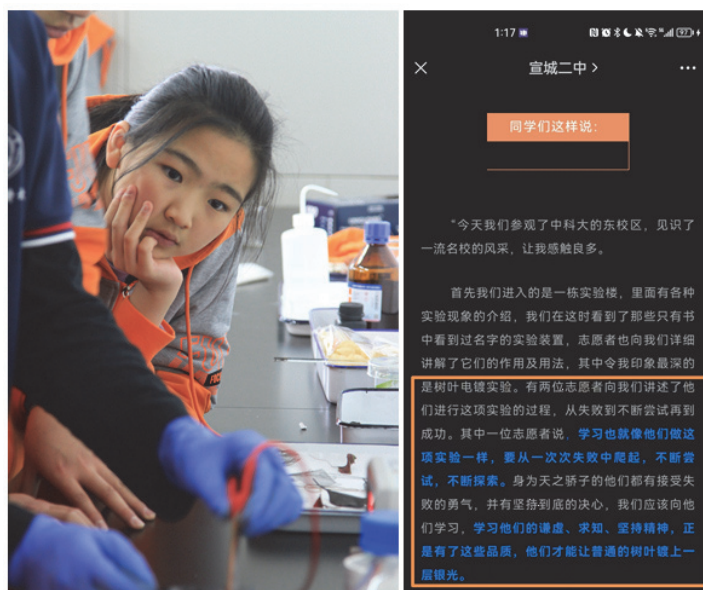 1:17
97
宣城二中 >
同学们这样说：
“今天我们参观了中科大的东校区，见识了
一流名校的风采，让我感触良多。
首先我们进入的是一栋实验楼，里面有各种
实验现象的介绍，我们在这时看到了那些只有书
中看到过名字的实验装置，志愿者也向我们详细
讲解了它们的作用及用法，其中令我印象最深的
是树叶电镀实验。有两位志愿者向我们讲述了他
们进行这项实验的过程，从失败到不断尝试再到
成功。其中一位志愿者说，学习也就像他们做这
项实验一样，要从一次次失败中爬起，不断尝
试，不断探索。身为天之骄子的他们都有接受失
败的勇气，并有坚持到底的决心，我们应该向他
们学习，学习他们的谦虚、求知、坚持精神，正
是有了这些品质，他们才能让普通的树叶镀上一
层银光。